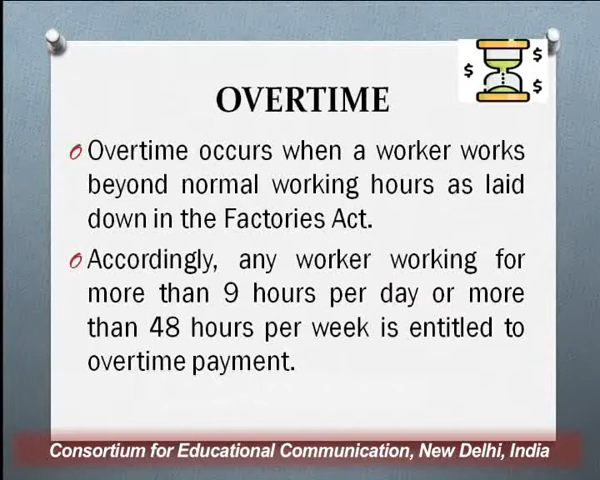 OVERTIME
Overtime occurs when a worker works
beyond normal working hours as laid
down in the Factories Act.
Accordingly, any worker working for
more than 9 hours per day or more
than 48 hours per week is entitled to
overtime payment.
Consortium for Educational Communication, New Delhi, India